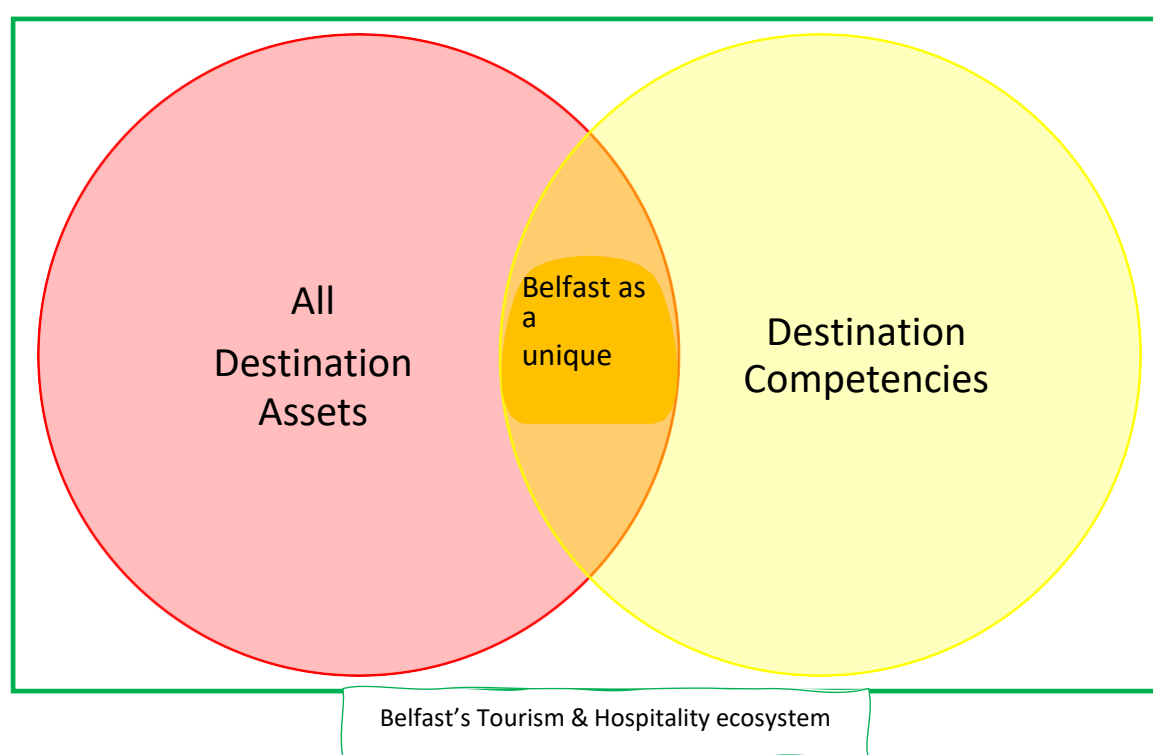 All
Destination
Assets
Belfast as
a
unique
Destination
Competencies
Belfast’s Tourism & Hospitality ecosystem